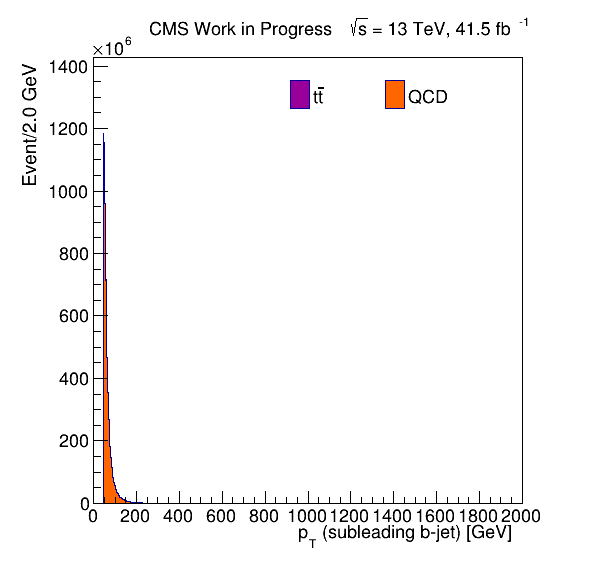 CMS Work in Progress √s = 13 TeV, 41.5 fb⁻¹
×10⁶
Event/2.0 GeV
1400
1200
1000
800
600
400
200
0
tt̄
QCD
0 200 400 600 800 1000 1200 1400 1600 1800 2000
p_T (subleading b-jet) [GeV]